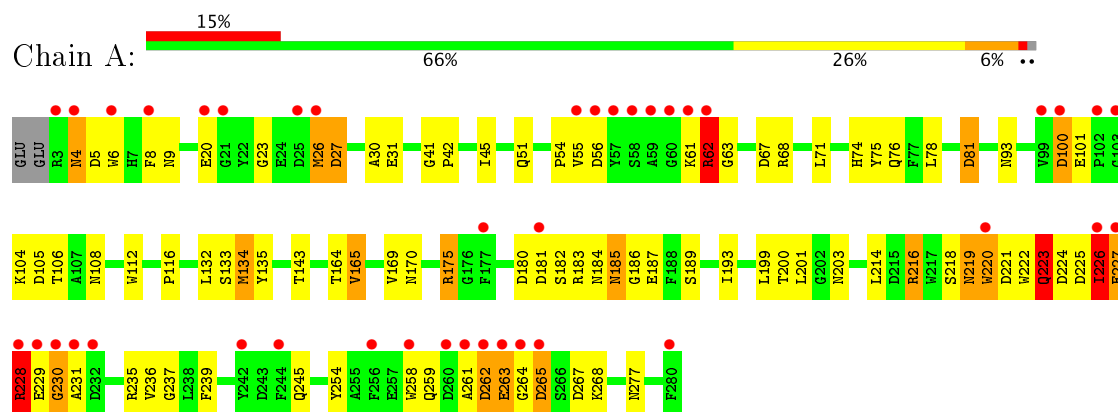 15%
Chain A: 66% 26% 6% ••
GLU GLU R3 N4 D5 W6 H7 F8 N9 E20 G21 Y22 G23 E24 D25 M26 D27 A30 E31 G41 P42 I45 Q51 P54 V55 D56 Y57 S58 A59 G60 K61 R62 G63 D67 R68 L71 H74 Y75 Q76 F77 L78 D81 N93 V99 D100 E101 P102 G103
K104 D105 T106 A107 N108 W112 P116 L132 S133 M134 Y135 T143 T164 V165 V169 N170 R175 G176 F177 D180 D181 S182 R183 N184 N185 G186 E187 F188 S189 I193 L199 T200 L201 G202 N203 L214 D215 R216 W217 S218 N219 W220 D221 W222 Q223 D224 D225 I226 E227
R228 E229 G230 A231 D232 R235 V236 G237 L238 F239 Y242 D243 F244 Q245 Y254 A255 F256 E257 W258 Q259 D260 A261 D262 E263 G264 D265 S266 D267 K268 N277 F280